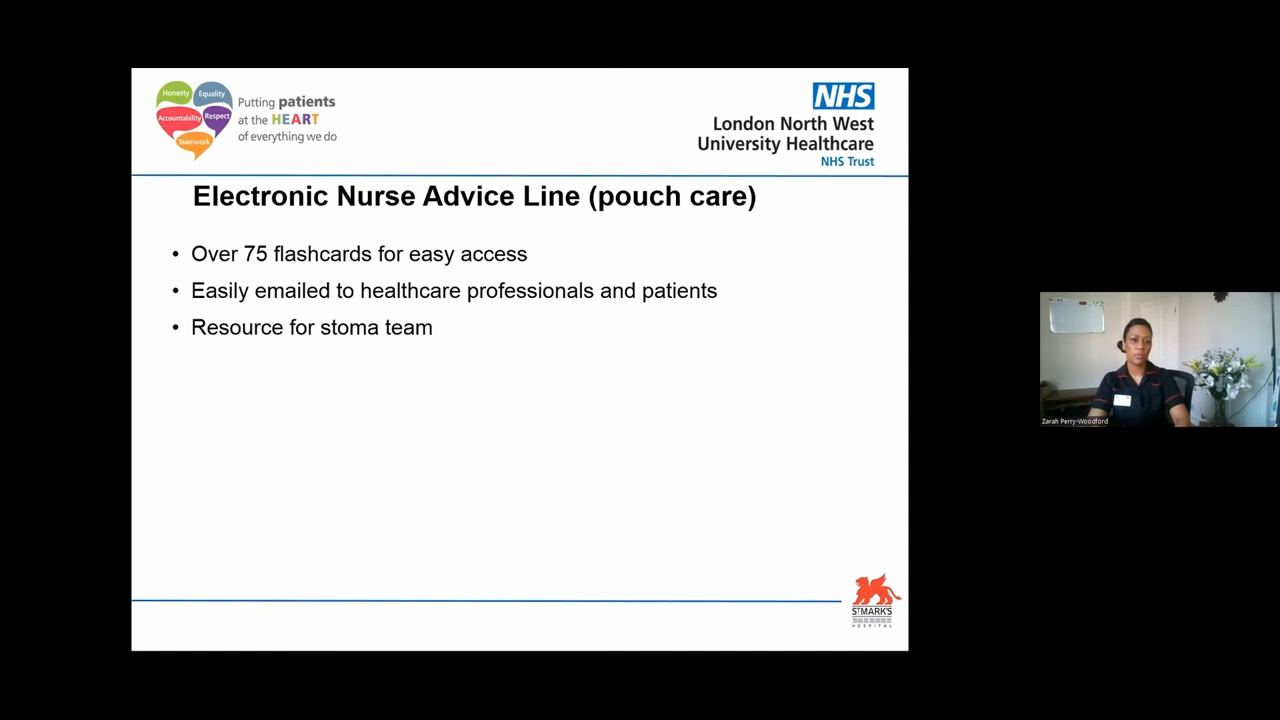 Honesty
Equality
Accountability
Respect
Teamwork
Putting patients
at the HEART
of everything we do
NHS
London North West
University Healthcare
NHS Trust
Electronic Nurse Advice Line (pouch care)
• Over 75 flashcards for easy access
• Easily emailed to healthcare professionals and patients
• Resource for stoma team
Zarah Perry-Woodford
ST MARK'S
HOSPITAL